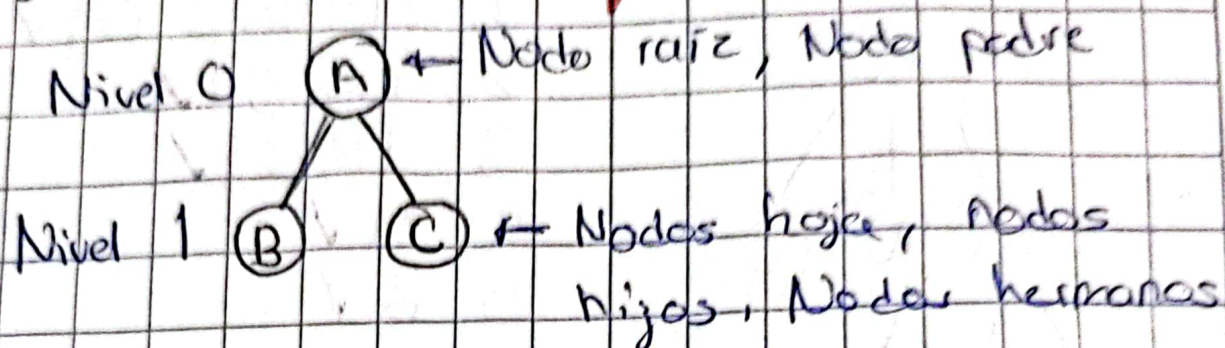 Nivel 0 A ← Nodo raiz, Nodo padre
Nivel 1 B C ← Nodos hoja, nodos
hijos, Nodos hermanos